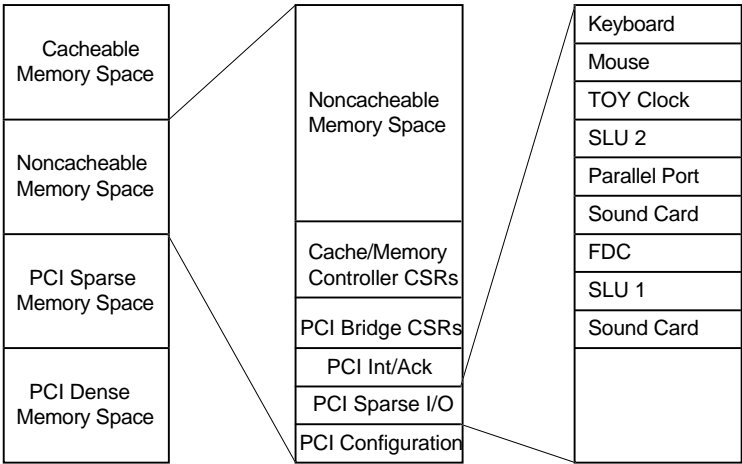 Cacheable
Memory Space
Noncacheable
Memory Space
PCI Sparse
Memory Space
PCI Dense
Memory Space
Noncacheable
Memory Space
Cache/Memory
Controller CSRs
PCI Bridge CSRs
PCI Int/Ack
PCI Sparse I/O
PCI Configuration
Keyboard
Mouse
TOY Clock
SLU 2
Parallel Port
Sound Card
FDC
SLU 1
Sound Card